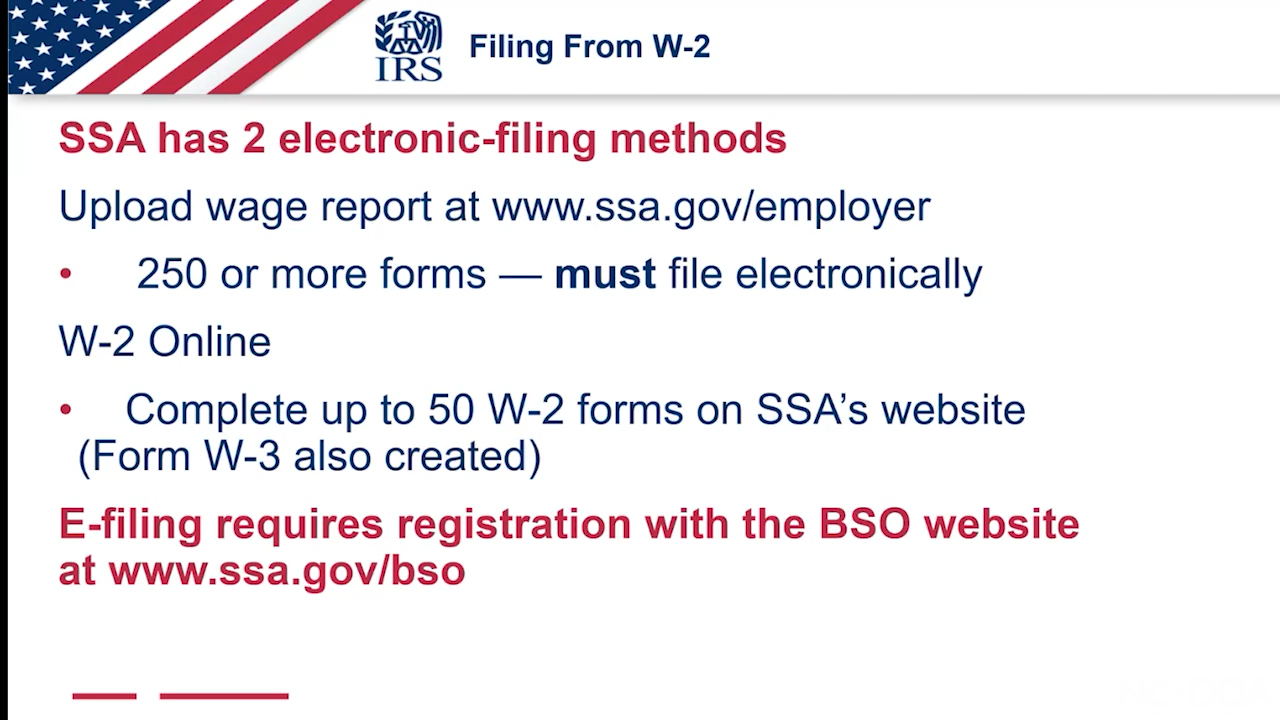 IRS
Filing From W-2
SSA has 2 electronic-filing methods
Upload wage report at www.ssa.gov/employer
• 250 or more forms — must file electronically
W-2 Online
• Complete up to 50 W-2 forms on SSA’s website
(Form W-3 also created)
E-filing requires registration with the BSO website
at www.ssa.gov/bso